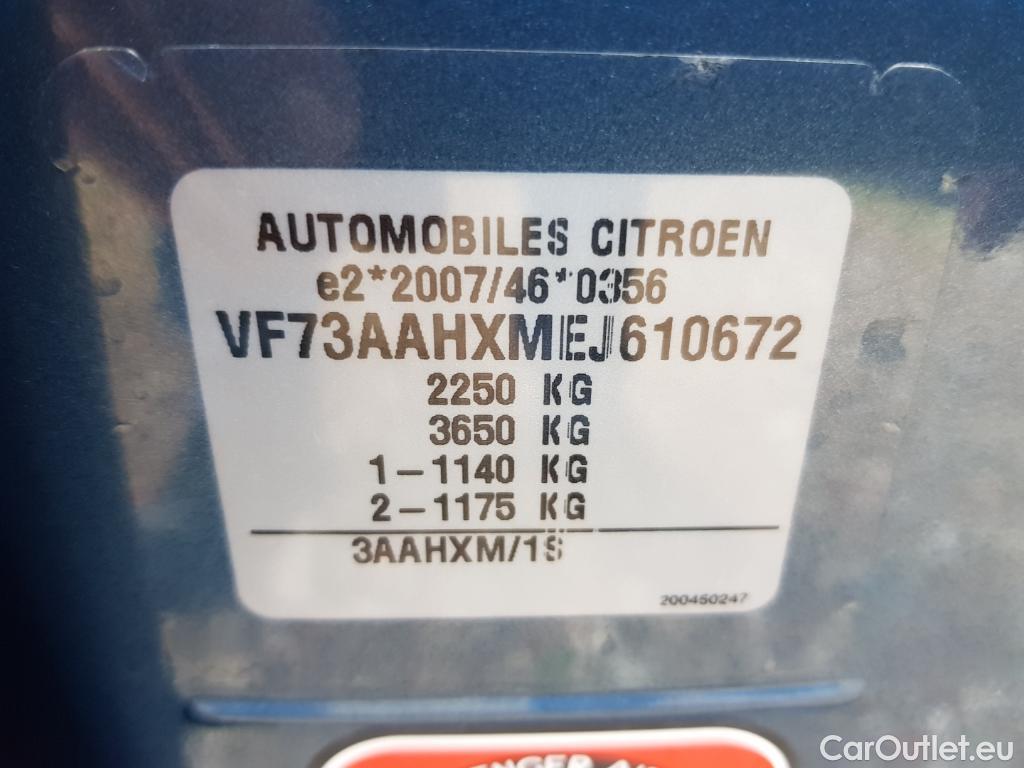 AUTOMOBILES CITROEN
e2*2007/46*0356
VF73AAHXMEJ610672
2250 KG
3650 KG
1-1140 KG
2-1175 KG
3AAHXM/1S
200450247
CarOutlet.eu